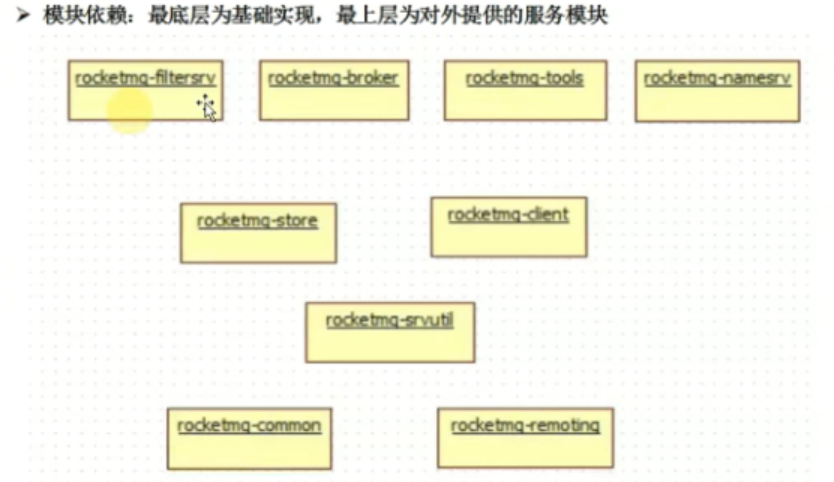 ➢ 模块依赖：最底层为基础实现，最上层为对外提供的服务模块
rocketmq-filtersrv rocketmq-broker rocketmq-tools rocketmq-namesrv
rocketmq-store rocketmq-client
rocketmq-srvutil
rocketmq-common rocketmq-remoting